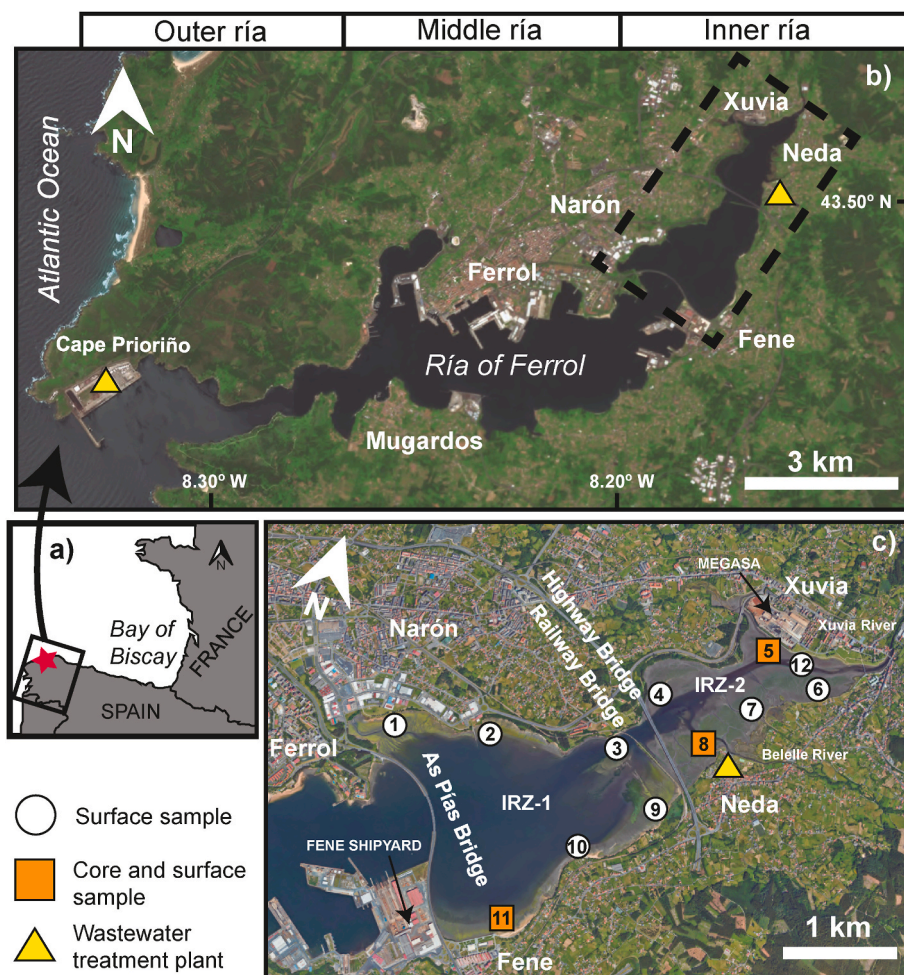 Outer ría
Middle ría
Inner ría
b)
Xuvia
Neda
43.50º N
Narón
Ferrol
Fene
Atlantic Ocean
N
Cape Prioriño
Ría of Ferrol
Mugardos
8.30º W
8.20º W
3 km
a)
N
Bay of
Biscay
FRANCE
SPAIN
c)
N
MEGASA
Xuvia
Xuvia River
Highway Bridge
Railway Bridge
Narón
5
12
6
IRZ-2
4
7
1
2
3
8
Belelle River
Ferrol
As Pías Bridge
IRZ-1
Neda
9
10
FENE SHIPYARD
11
Fene
1 km
Surface sample
Core and surface
sample
Wastewater
treatment plant